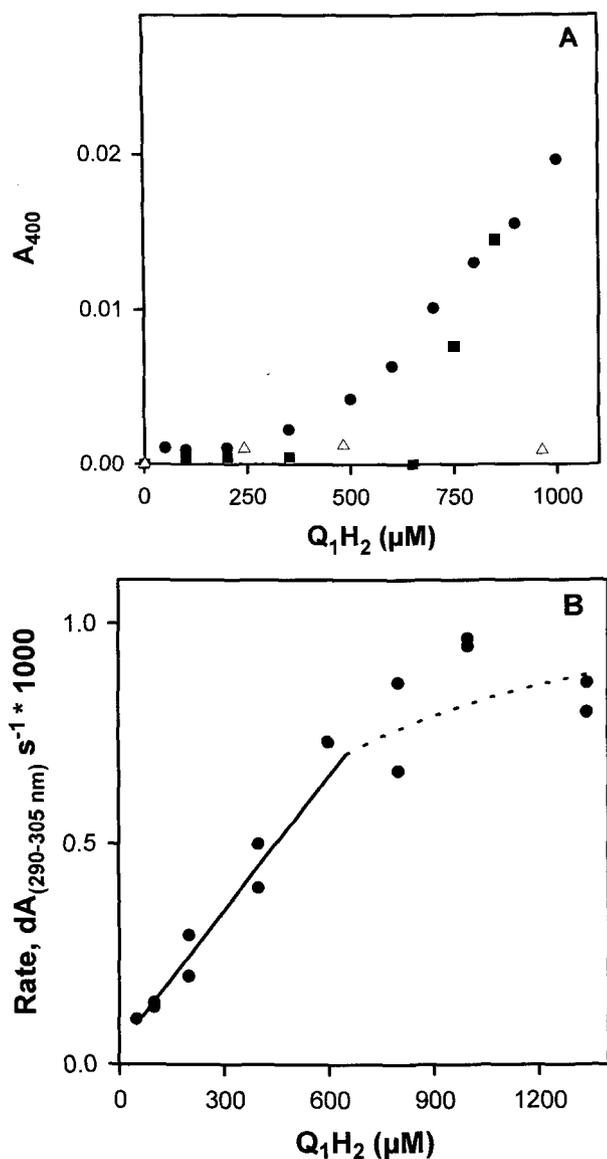 A
0.02
0.01
0.00
A₄₀₀
0 250 500 750 1000
Q₁H₂ (µM)
B
1.0
0.5
0.0
Rate, dA₍₂₉₀₋₃₀₅ ₙₘ₎ s⁻¹ * 1000
0 300 600 900 1200
Q₁H₂ (µM)